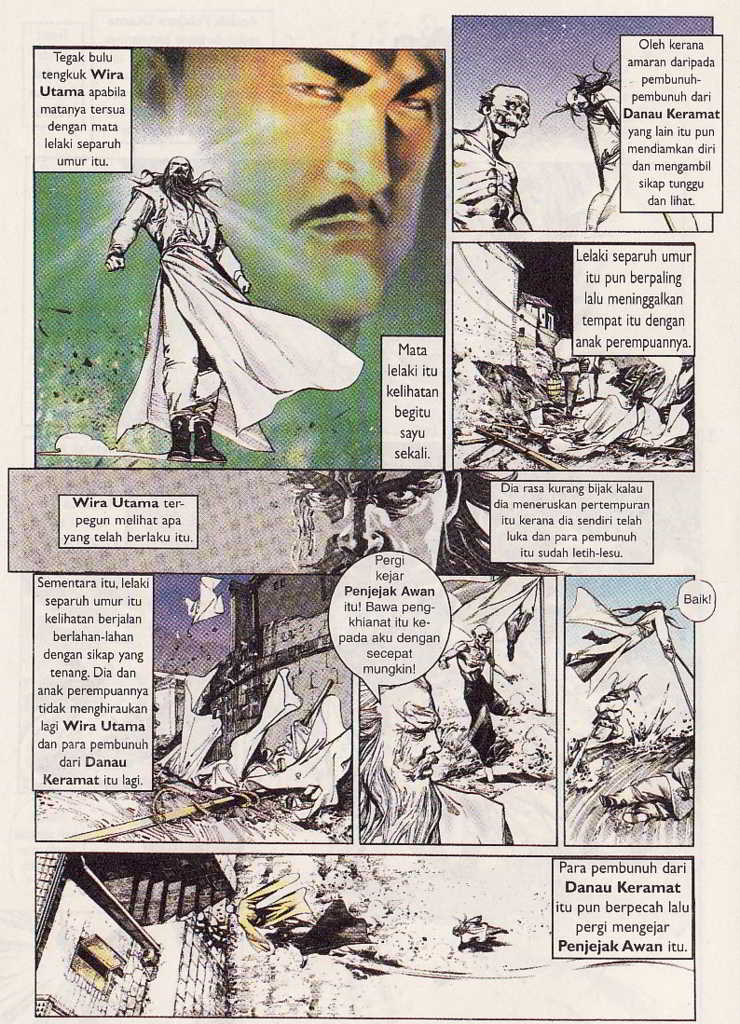 Tegak bulu
tengkuk Wira
Utama apabila
matanya tersua
dengan mata
lelaki separuh
umur itu.
Mata
lelaki itu
kelihatan
begitu
sayu
sekali.
Oleh kerana
amaran daripada
pembunuh-
pembunuh dari
Danau Keramat
yang lain itu pun
mendiamkan diri
dan mengambil
sikap tunggu
dan lihat.
Lelaki separuh umur
itu pun berpaling
lalu meninggalkan
tempat itu dengan
anak perempuannya.
Wira Utama ter-
pegun melihat apa
yang telah berlaku itu.
Dia rasa kurang bijak kalau
dia meneruskan pertempuran
itu kerana dia sendiri telah
luka dan para pembunuh
itu sudah letih-lesu.
Sementara itu, lelaki
separuh umur itu
kelihatan berjalan
berlahan-lahan
dengan sikap yang
tenang. Dia dan
anak perempuannya
tidak menghiraukan
lagi Wira Utama
dan para pembunuh
dari Danau
Keramat itu lagi.
Pergi
kejar
Penjejak Awan
itu! Bawa peng-
khianat itu ke-
pada aku dengan
secepat
mungkin!
Baik!
Para pembunuh dari
Danau Keramat
itu pun berpecah lalu
pergi mengejar
Penjejak Awan itu.